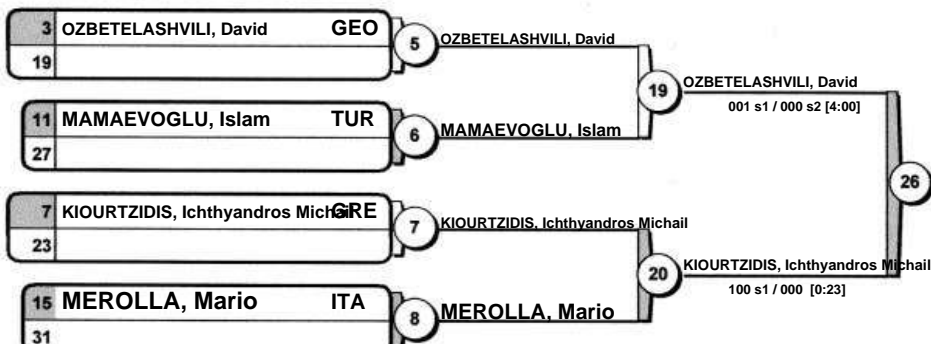 3 OZBETELASHVILI, David GEO
19
5
OZBETELASHVILI, David
11 MAMAEVOGLU, Islam TUR
27
6
MAMAEVOGLU, Islam
19
OZBETELASHVILI, David
001 s1 / 000 s2 [4:00]
7 KIOURTZIDIS, Ichthyandros Michail GRE
23
7
KIOURTZIDIS, Ichthyandros Michail
15 MEROLLA, Mario ITA
31
8
MEROLLA, Mario
20
KIOURTZIDIS, Ichthyandros Michail
100 s1 / 000 [0:23]
26